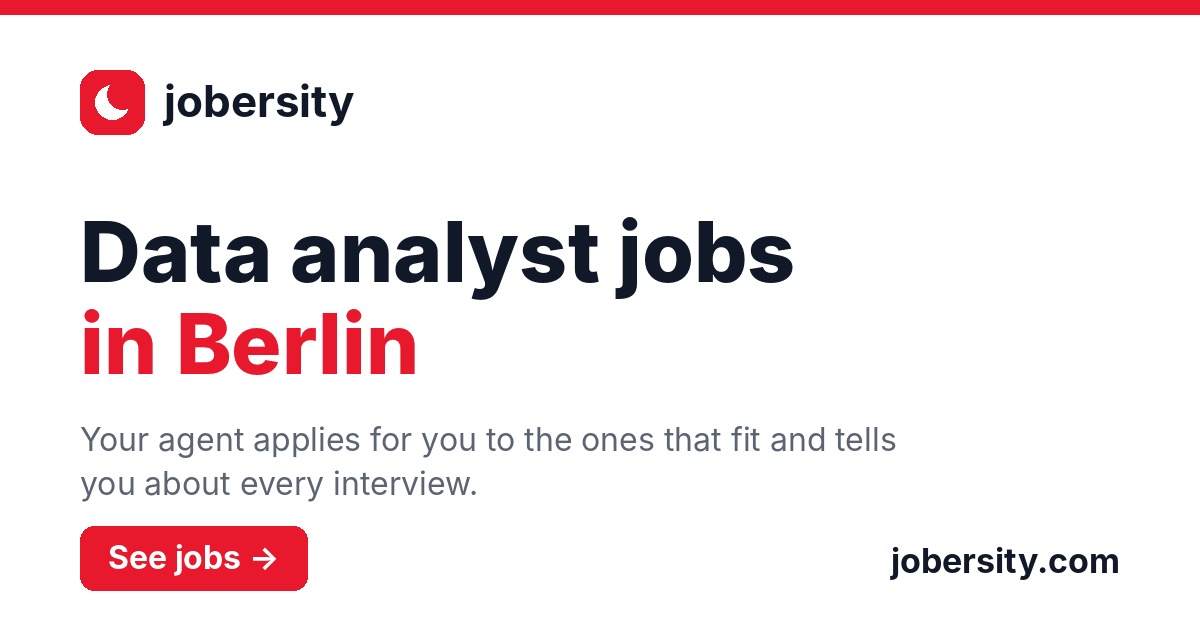 jobersity
Data analyst jobs
in Berlin
Your agent applies for you to the ones that fit and tells
you about every interview.
See jobs →
jobersity.com